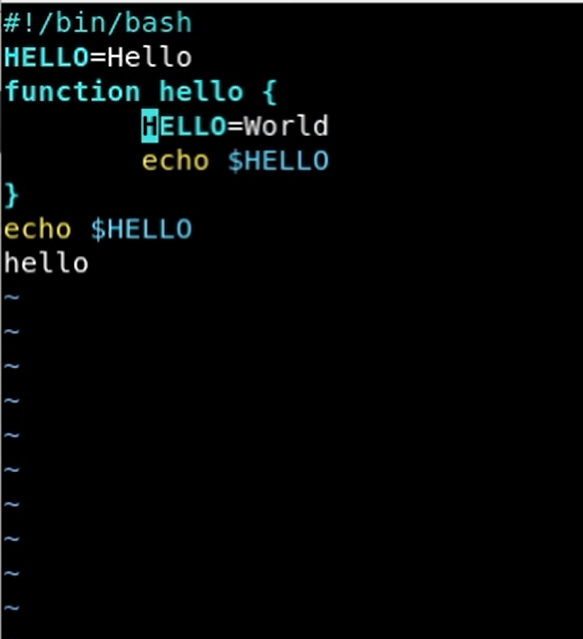 #!/bin/bash
HELLO=Hello
function hello {
        HELLO=World
        echo $HELLO
}
echo $HELLO
hello
~
~
~
~
~
~
~
~
~
~